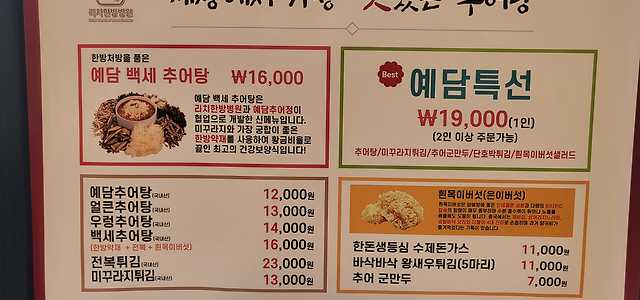 리치한방병원
세상에서 가장 맛있는 추어탕
한방처방을 품은
예담 백세 추어탕 ₩16,000
예담 백세 추어탕은
리치한방병원과 예담추어정이
협업으로 개발한 신메뉴입니다.
미꾸라지와 가장 궁합이 좋은
한방약재를 사용하여 황금비율로
끓인 최고의 건강보양식입니다!
Best
예담특선
₩19,000(1인)
(2인 이상 주문가능)
추어탕/미꾸라지튀김/추어군만두/단호박튀김/흰목이버섯샐러드
예담추어탕(국내산) 12,000원
얼큰추어탕(국내산) 13,000원
우렁추어탕(국내산) 14,000원
백세추어탕(국내산) 16,000원
(한방약재 + 전복 + 흰목이버섯)
전복튀김(국내산) 23,000원
미꾸라지튀김(국내산) 13,000원
흰목이버섯(은이버섯)
한돈생등심 수제돈가스 11,000원
바삭바삭 왕새우튀김(5마리) 11,000원
추어 군만두 7,000원